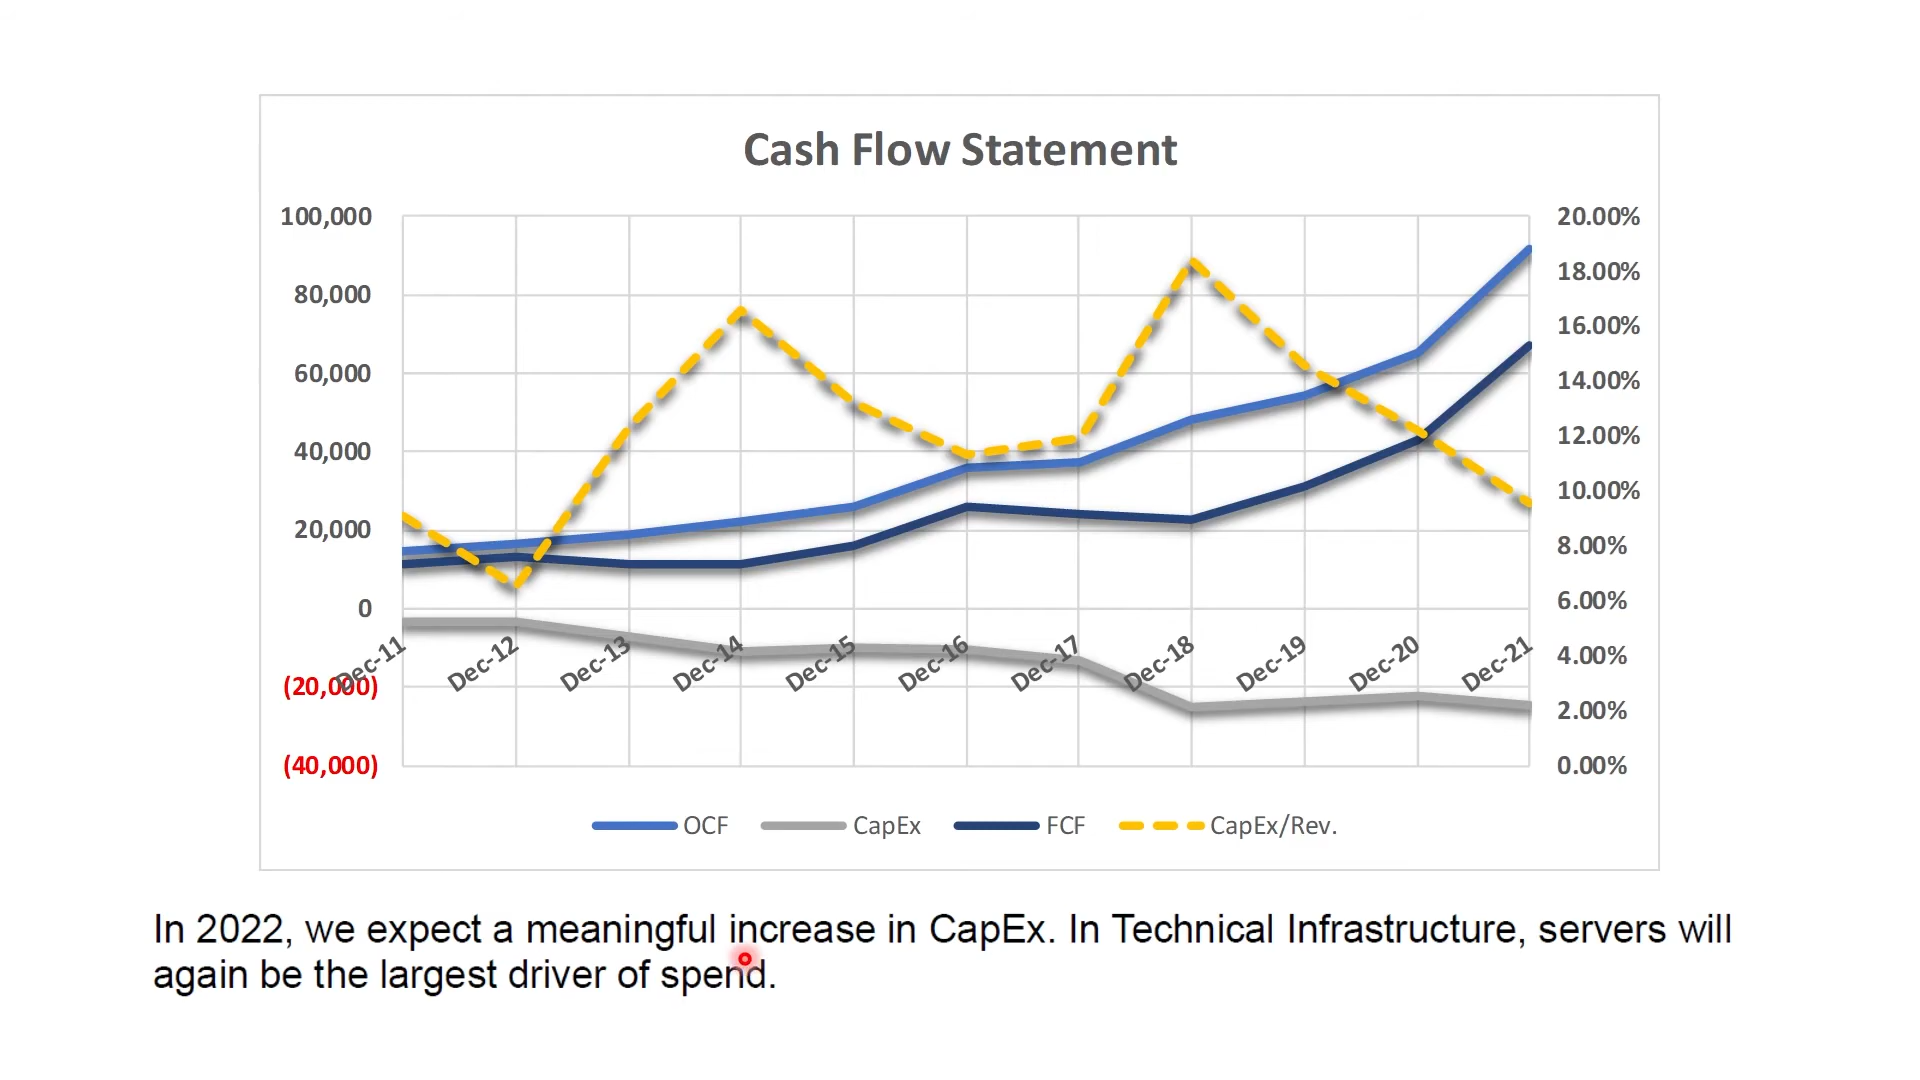 Cash Flow Statement
100,000
80,000
60,000
40,000
20,000
0
(20,000)
(40,000)
20.00%
18.00%
16.00%
14.00%
12.00%
10.00%
8.00%
6.00%
4.00%
2.00%
0.00%
Dec-11
Dec-12
Dec-13
Dec-14
Dec-15
Dec-16
Dec-17
Dec-18
Dec-19
Dec-20
Dec-21
OCF
CapEx
FCF
CapEx/Rev.
In 2022, we expect a meaningful increase in CapEx. In Technical Infrastructure, servers will
again be the largest driver of spend.